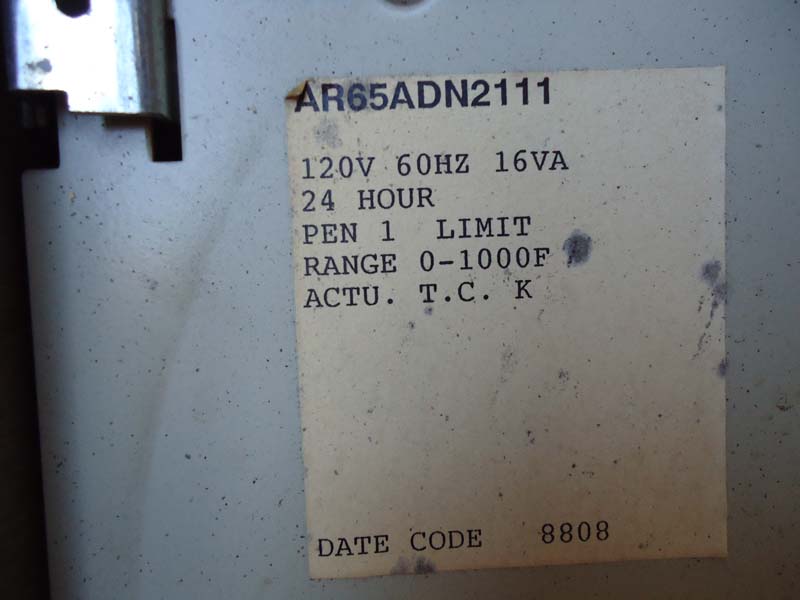 AR65ADN2111
120V 60HZ 16VA
24 HOUR
PEN 1 LIMIT
RANGE 0-1000F
ACTU. T.C. K
DATE CODE 8808